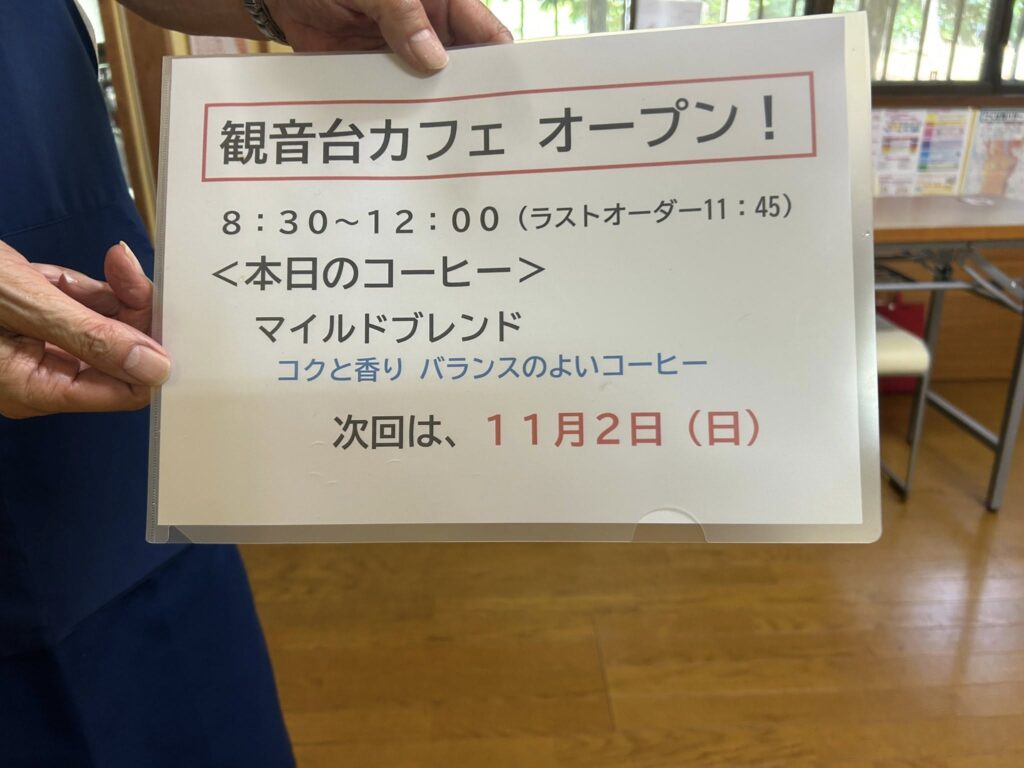 観音台カフェ オープン！
８：３０～１２：００（ラストオーダー11：45）
＜本日のコーヒー＞
マイルドブレンド
コクと香り バランスのよいコーヒー
次回は、１１月２日（日）